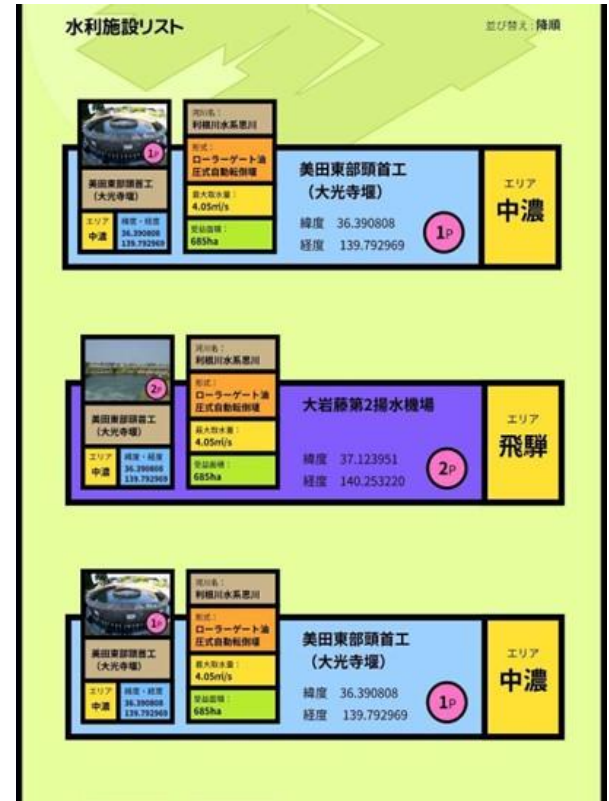 水利施設リスト
並び替え:降順
1P
美田東部頭首工
(大光寺堰)
エリア
中濃
緯度・経度
36.390808
139.792969
河川名:
利根川水系思川
形式:
ローラーゲート油
圧式自動転倒堰
最大取水量:
4.05㎥/s
受益面積:
685ha
美田東部頭首工
(大光寺堰)
緯度 36.390808
経度 139.792969
1P
エリア
中濃
2P
美田東部頭首工
(大光寺堰)
エリア
中濃
緯度・経度
36.390808
139.792969
河川名:
利根川水系思川
形式:
ローラーゲート油
圧式自動転倒堰
最大取水量:
4.05㎥/s
受益面積:
685ha
大岩藤第2揚水機場
緯度 37.123951
経度 140.253220
2P
エリア
飛騨
1P
美田東部頭首工
(大光寺堰)
エリア
中濃
緯度・経度
36.390808
139.792969
河川名:
利根川水系思川
形式:
ローラーゲート油
圧式自動転倒堰
最大取水量:
4.05㎥/s
受益面積:
685ha
美田東部頭首工
(大光寺堰)
緯度 36.390808
経度 139.792969
1P
エリア
中濃